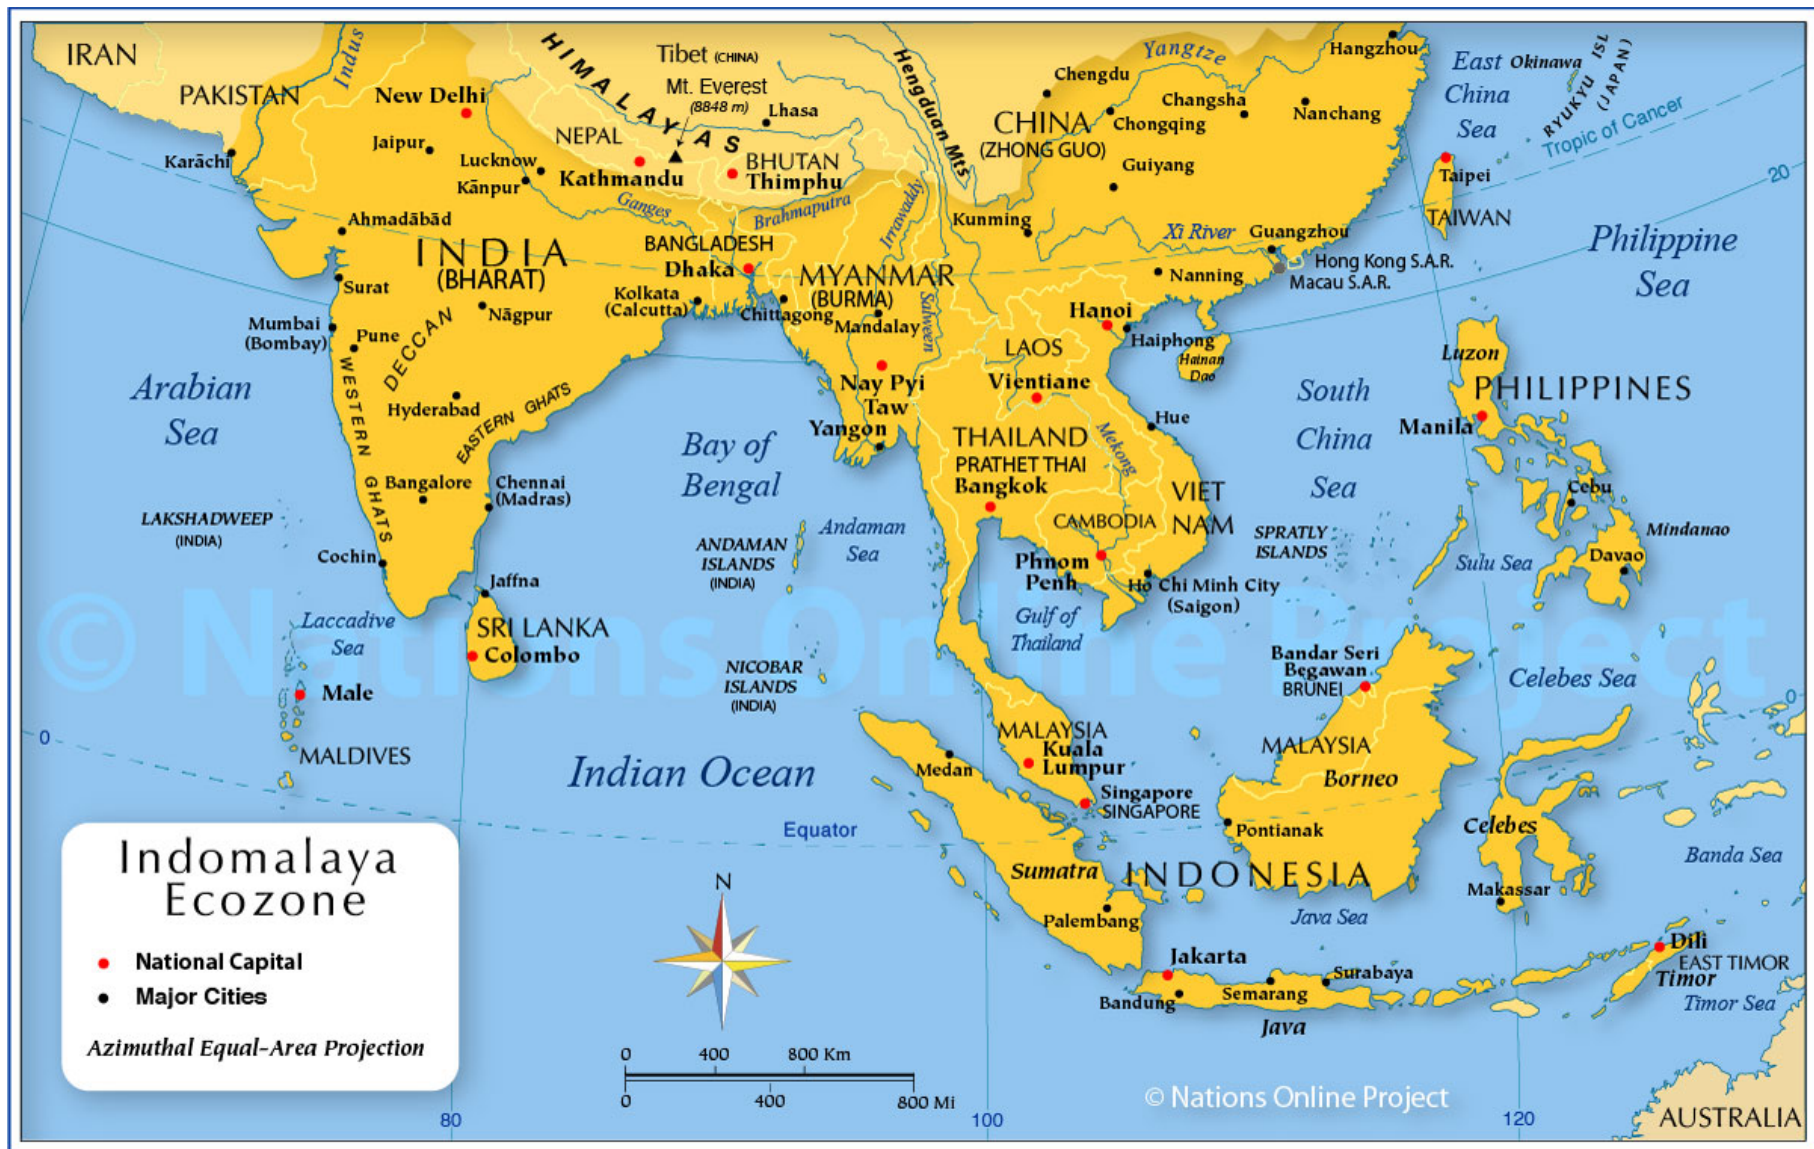 IRAN
PAKISTAN
Indus
New Delhi
Jaipur
Karāchi
Lucknow
Kānpur
Ahmadābād
HIMALAYAS
Tibet (CHINA)
Mt. Everest
(8848 m)
Lhasa
NEPAL
Kathmandu
BHUTAN
Thimphu
Ganges
Brahmaputra
Irrawaddy
Hengduan Mts
Chengdu
Yangtze
Hangzhou
CHINA
(ZHONG GUO)
Changsha
Chongqing
Nanchang
Guiyang
Kunming
Xi River
Guangzhou
Nanning
Hong Kong S.A.R.
Macau S.A.R.
East
China
Sea
Okinawa
RYUKYU ISL
(JAPAN)
Tropic of Cancer
20
Taipei
TAIWAN
Philippine
Sea
INDIA
(BHARAT)
BANGLADESH
Dhaka
Kolkata
(Calcutta)
Chittagong
MYANMAR
(BURMA)
Mandalay
Salween
Surat
Nāgpur
Mumbai
(Bombay)
Pune
DECCAN
WESTERN GHATS
Hyderabad
EASTERN GHATS
Bangalore
Chennai
(Madras)
Cochin
Arabian
Sea
LAKSHADWEEP
(INDIA)
Laccadive
Sea
Male
MALDIVES
Jaffna
SRI LANKA
Colombo
Bay of
Bengal
ANDAMAN
ISLANDS
(INDIA)
Andaman
Sea
NICOBAR
ISLANDS
(INDIA)
Hanoi
Haiphong
Hainan
Dao
LAOS
Vientiane
Nay Pyi
Taw
Yangon
THAILAND
PRATHET THAI
Bangkok
Mekong
Hue
VIET
NAM
CAMBODIA
Phnom
Penh
Ho Chi Minh City
(Saigon)
Gulf of
Thailand
South
China
Sea
SPRATLY
ISLANDS
Luzon
PHILIPPINES
Manila
Cebu
Mindanao
Davao
Sulu Sea
Celebes Sea
© Nations Online Project
Bandar Seri
Begawan
BRUNEI
MALAYSIA
Kuala
Lumpur
MALAYSIA
Borneo
Medan
Singapore
SINGAPORE
Pontianak
Indian Ocean
Equator
0
0
Sumatra
INDONESIA
Palembang
Celebes
Makassar
Banda Sea
Java Sea
Jakarta
Bandung
Semarang
Surabaya
Java
Dili
EAST TIMOR
Timor
Timor Sea
AUSTRALIA
Indomalaya
Ecozone
National Capital
Major Cities
Azimuthal Equal-Area Projection
N
0 400 800 Km
0 400 800 Mi
© Nations Online Project
80
100
120